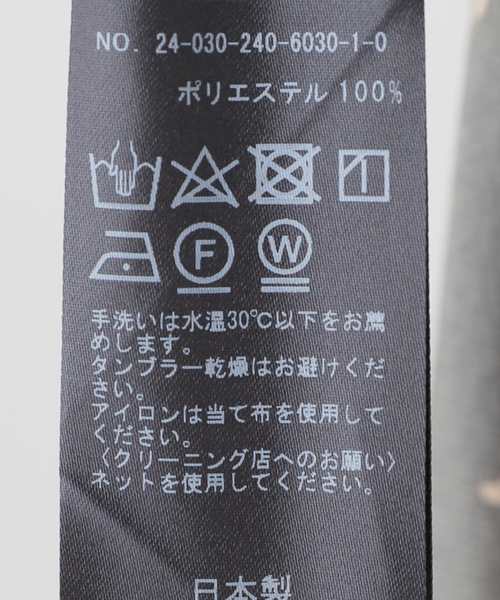 NO. 24-030-240-6030-1-0
ポリエステル 100%
F
W
手洗いは水温30℃以下をお薦
めします。
タンブラー乾燥はお避けくだ
さい。
アイロンは当て布を使用して
ください。
〈クリーニング店へのお願い〉
ネットを使用してください。
日本製